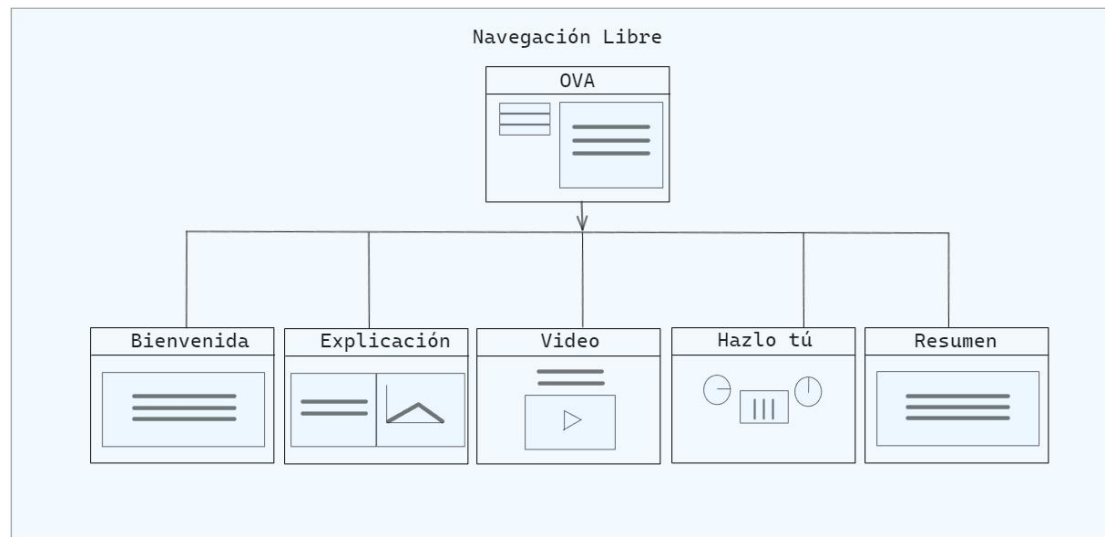 Navegación Libre
OVA
Bienvenida
Explicación
Video
Hazlo tú
Resumen